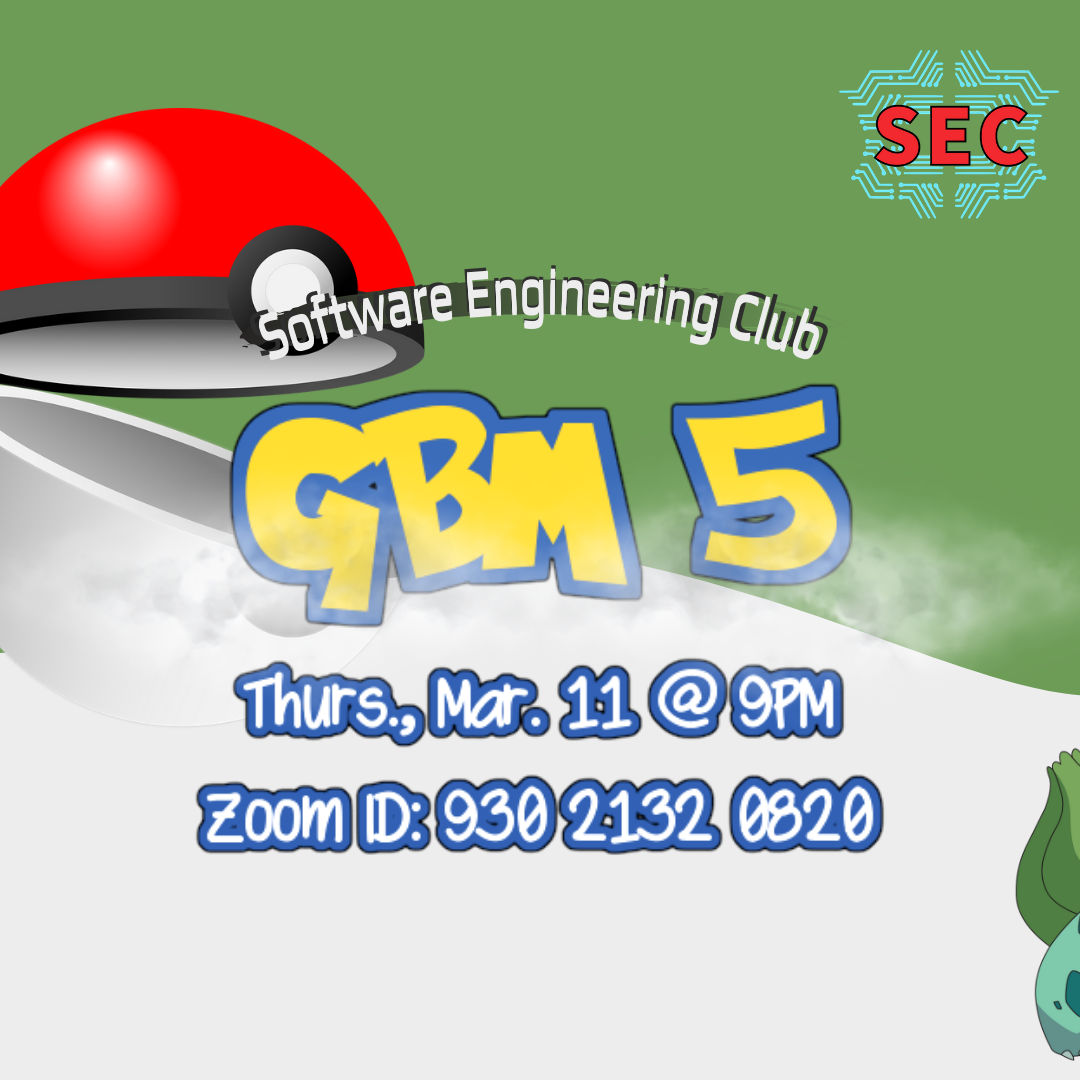 SEC
Software Engineering Club
GBM 5
Thurs., Mar. 11 @ 9PM
Zoom ID: 930 2132 0820